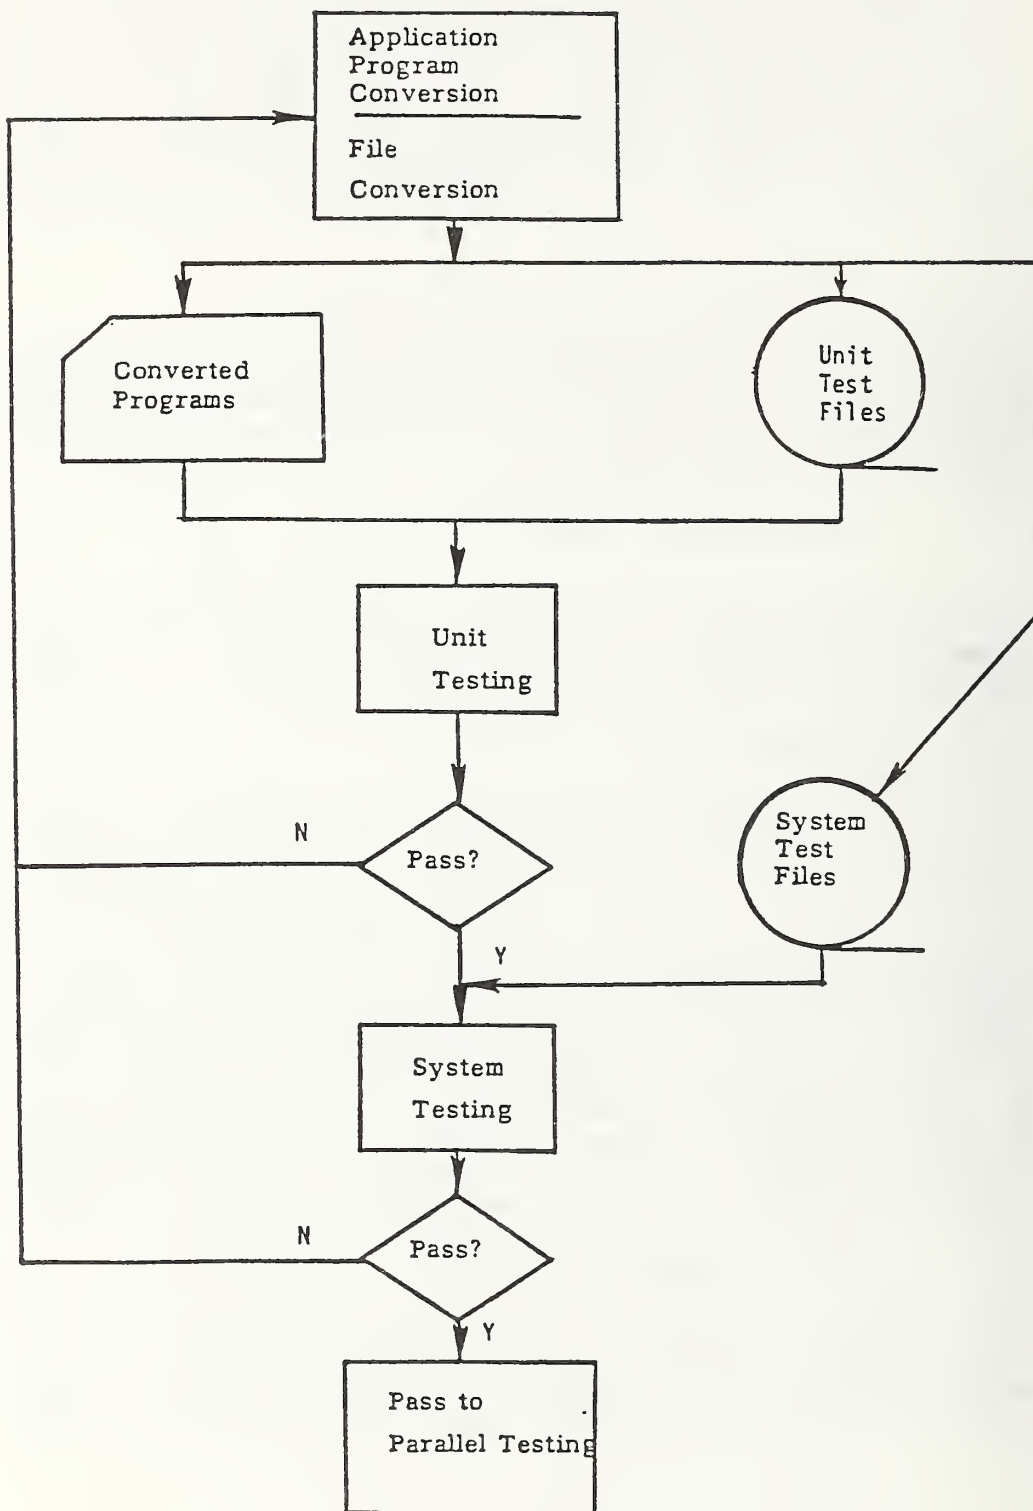 Application
Program
Conversion
File
Conversion
Converted
Programs
Unit
Test
Files
Unit
Testing
N
Pass?
System
Test
Files
Y
System
Testing
N
Pass?
Y
Pass to
Parallel Testing